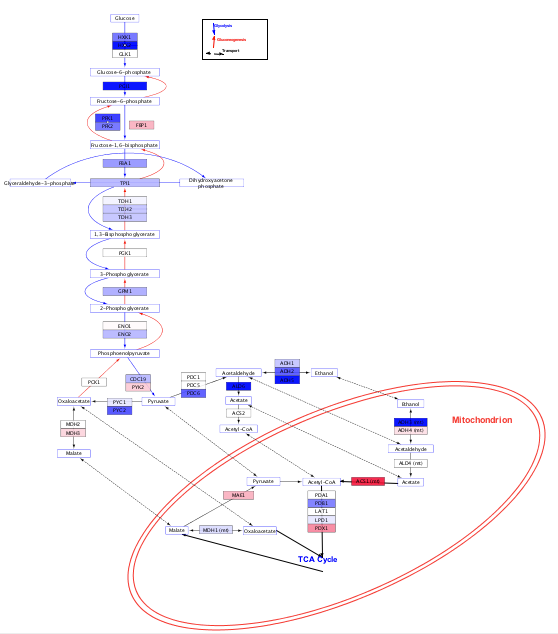 Glucose
HXK1
GLK1
Glycolysis
Gluconeogenesis
Transport
Glucose-6-phosphate
Fructose-6-phosphate
PFK1
PFK2
FBP1
Fructose-1,6-bisphosphate
FBA1
Glyceraldehyde-3-phosphate
TPI1
Dihydroxyacetone
phosphate
TDH1
TDH2
TDH3
1,3-Bisphosphoglycerate
PGK1
3-Phosphoglycerate
GPM1
2-Phosphoglycerate
ENO1
ENO2
Phosphoenolpyruvate
PCK1
CDC19
PYK2
PDC1
PDC5
PDC6
Acetaldehyde
ADH1
ADH2
Ethanol
Acetate
ACS2
Acetyl-CoA
Oxaloacetate
PYC1
PYC2
Pyruvate
MDH2
MDH3
Malate
Ethanol
Mitochondrion
ADH4 (mt)
Acetaldehyde
ALD4 (mt)
Acetate
Pyruvate
Acetyl-CoA
ACS1 (mt)
MAE1
PDA1
PDB1
LAT1
LPD1
PDX1
Malate
MDH1 (mt)
Oxaloacetate
TCA Cycle